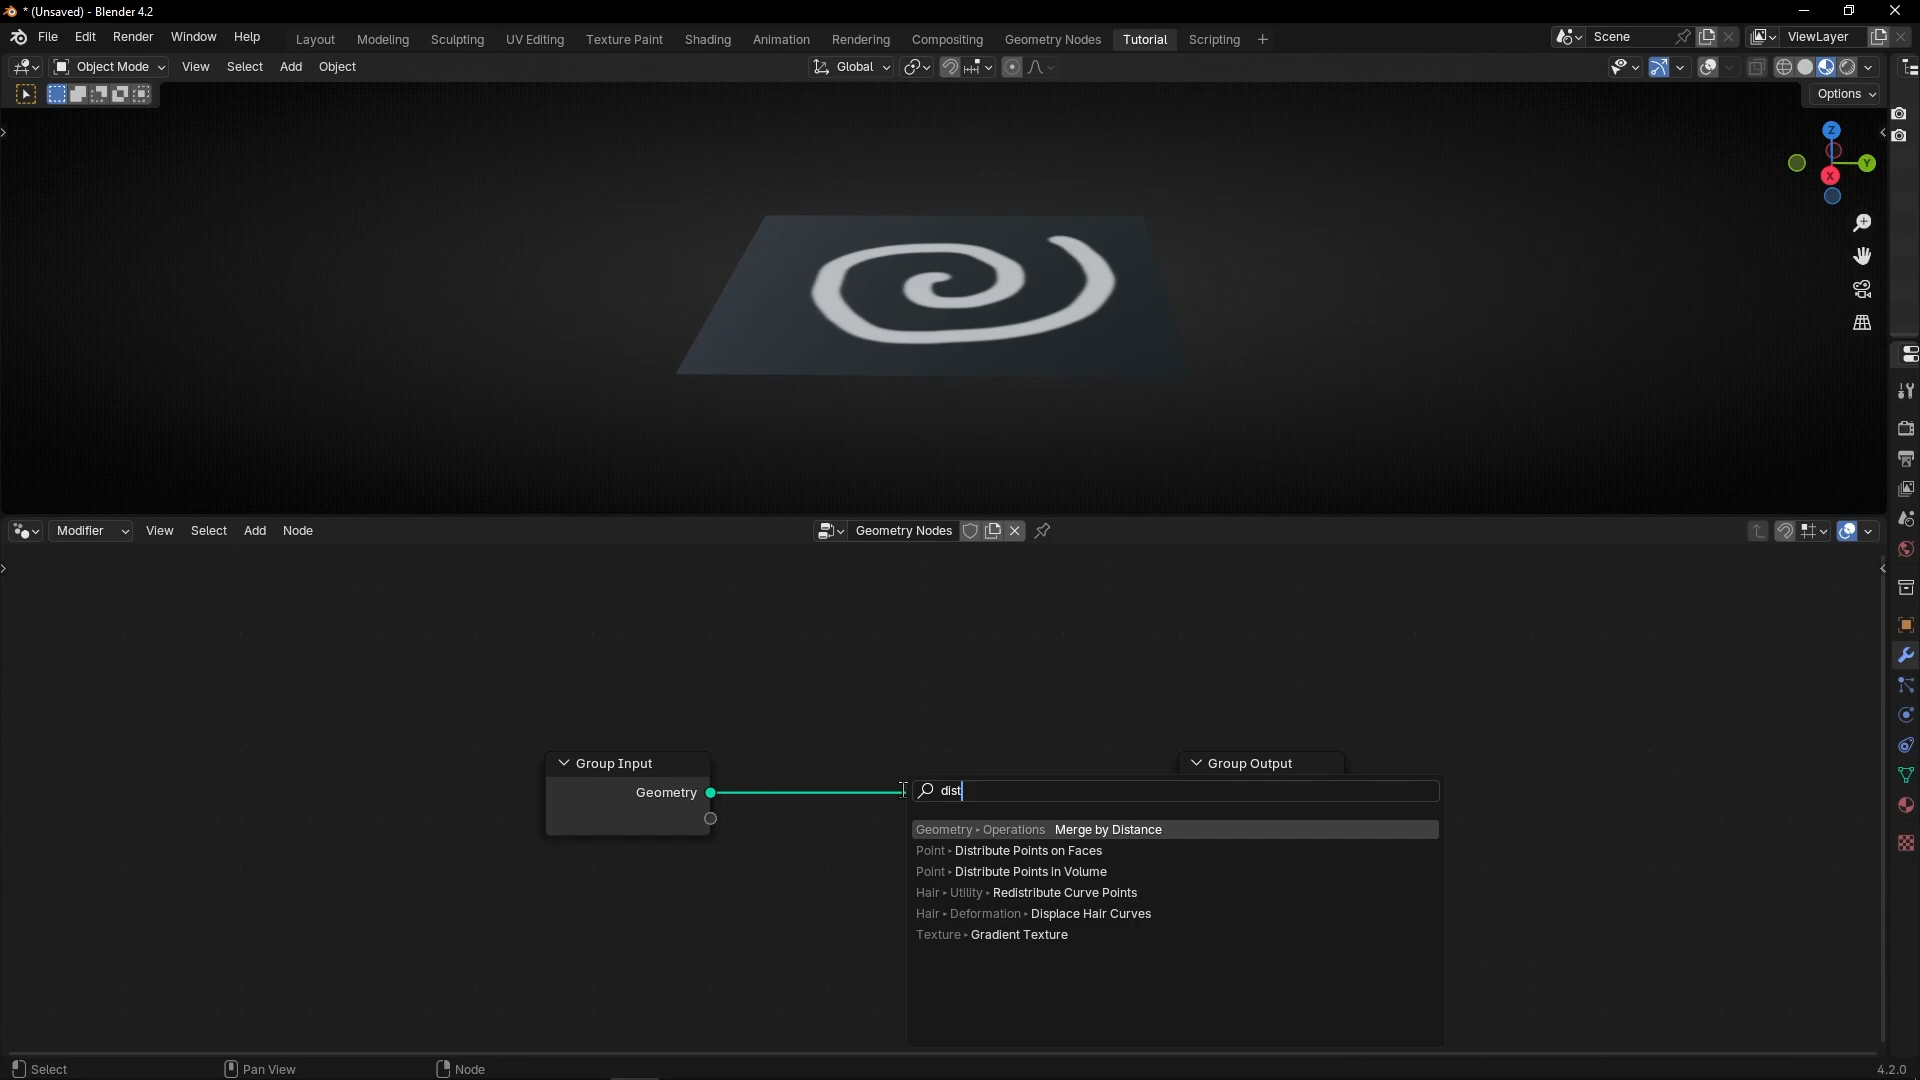 * (Unsaved) - Blender 4.2
File Edit Render Window Help Layout Modeling Sculpting UV Editing Texture Paint Shading Animation Rendering Compositing Geometry Nodes Tutorial Scripting + Scene ViewLayer
Object Mode View Select Add Object Global
Options
Z
Y
X
Modifier View Select Add Node Geometry Nodes
Group Input
Geometry
Group Output
dist
Geometry ▸ Operations Merge by Distance
Point ▸ Distribute Points on Faces
Point ▸ Distribute Points in Volume
Hair ▸ Utility ▸ Redistribute Curve Points
Hair ▸ Deformation ▸ Displace Hair Curves
Texture ▸ Gradient Texture
Select Pan View Node 4.2.0